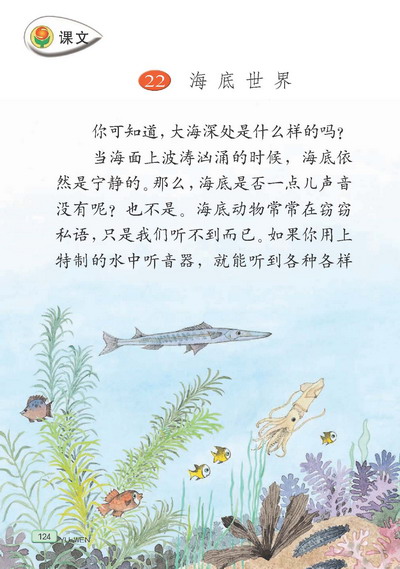 课文
22 海底世界
你可知道，大海深处是什么样的吗？
当海面上波涛汹涌的时候，海底依
然是宁静的。那么，海底是否一点儿声音
没有呢？也不是。海底动物常常在窃窃
私语，只是我们听不到而已。如果你用上
特制的水中听音器，就能听到各种各样
124
YUWEN